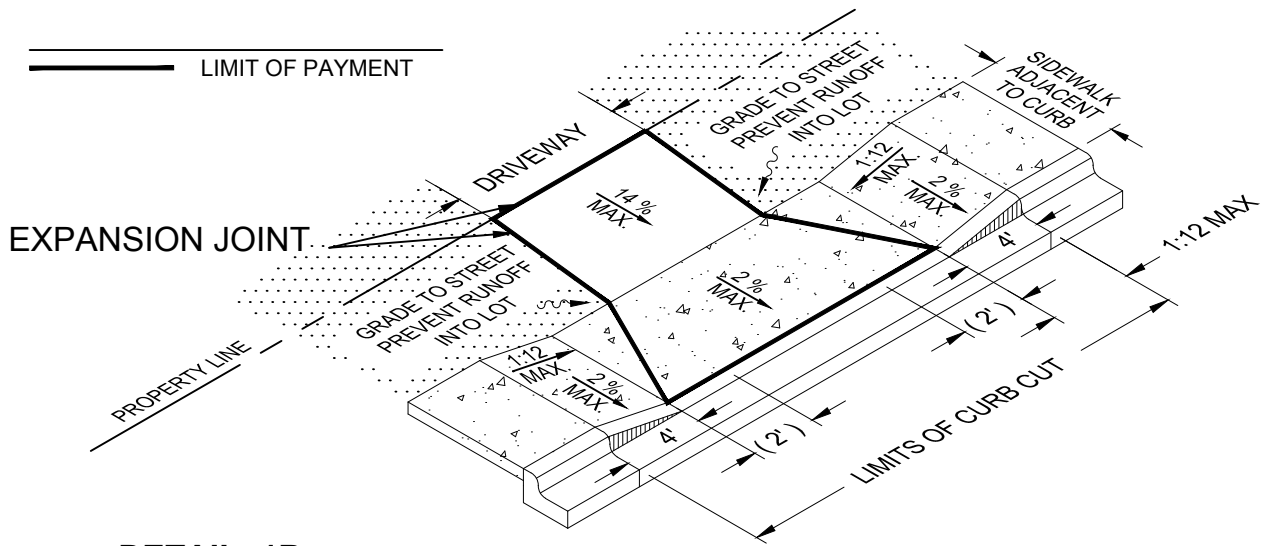 LIMIT OF PAYMENT
SIDEWALK
ADJACENT
TO CURB
GRADE TO STREET
PREVENT RUNOFF
INTO LOT
DRIVEWAY
1:12
MAX.
2 %
MAX.
14 %
MAX.
EXPANSION JOINT
4'
1:12 MAX
GRADE TO STREET
PREVENT RUNOFF
INTO LOT
2 %
MAX.
(2')
PROPERTY LINE
1:12
MAX
2 %
MAX.
4'
(2')
LIMITS OF CURB CUT